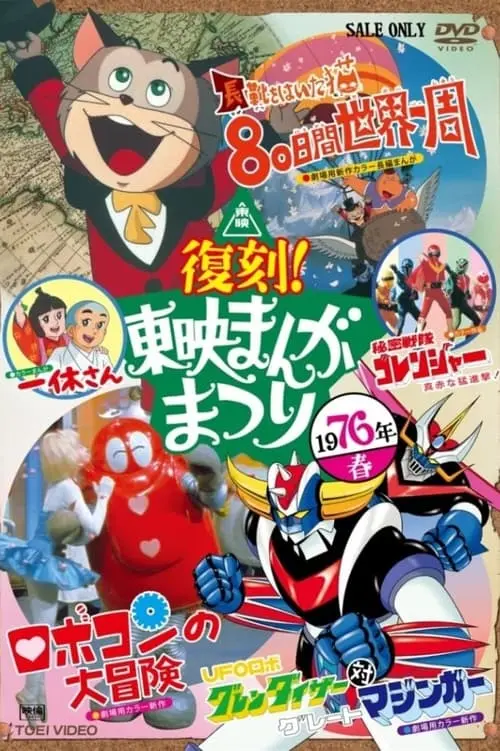 SALE ONLY DVD
VIDEO
長靴をはいた猫
80日間世界一周
●劇場用新作カラー長編まんが
東映
復刻!
東映まんが
まつり
1976年
春
一休さん
秘密戦隊
ゴレンジャー
真赤な猛進撃!
ロボコンの
大冒険
●劇場用カラー新作
UFOロボ
グレンダイザー対
グレートマジンガー
●劇場用カラー新作
映倫
TOEI VIDEO